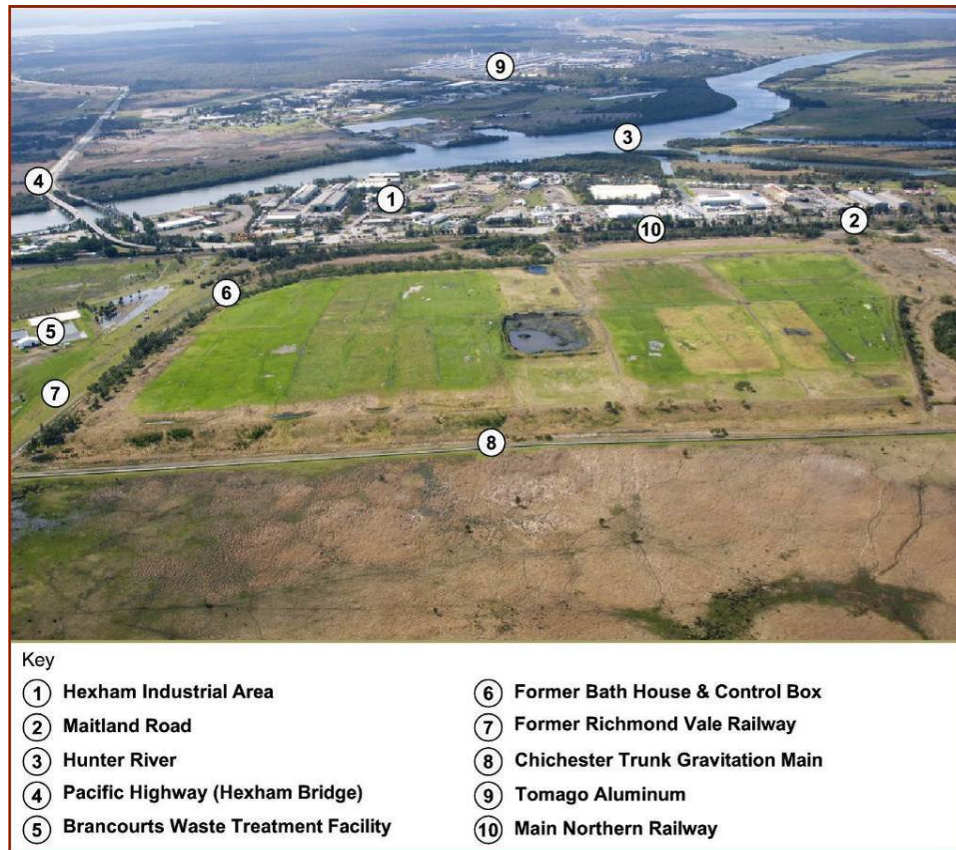 9
3
4
1
10
2
6
5
7
8
Key
1 Hexham Industrial Area
2 Maitland Road
3 Hunter River
4 Pacific Highway (Hexham Bridge)
5 Brancourts Waste Treatment Facility
6 Former Bath House & Control Box
7 Former Richmond Vale Railway
8 Chichester Trunk Gravitation Main
9 Tomago Aluminum
10 Main Northern Railway